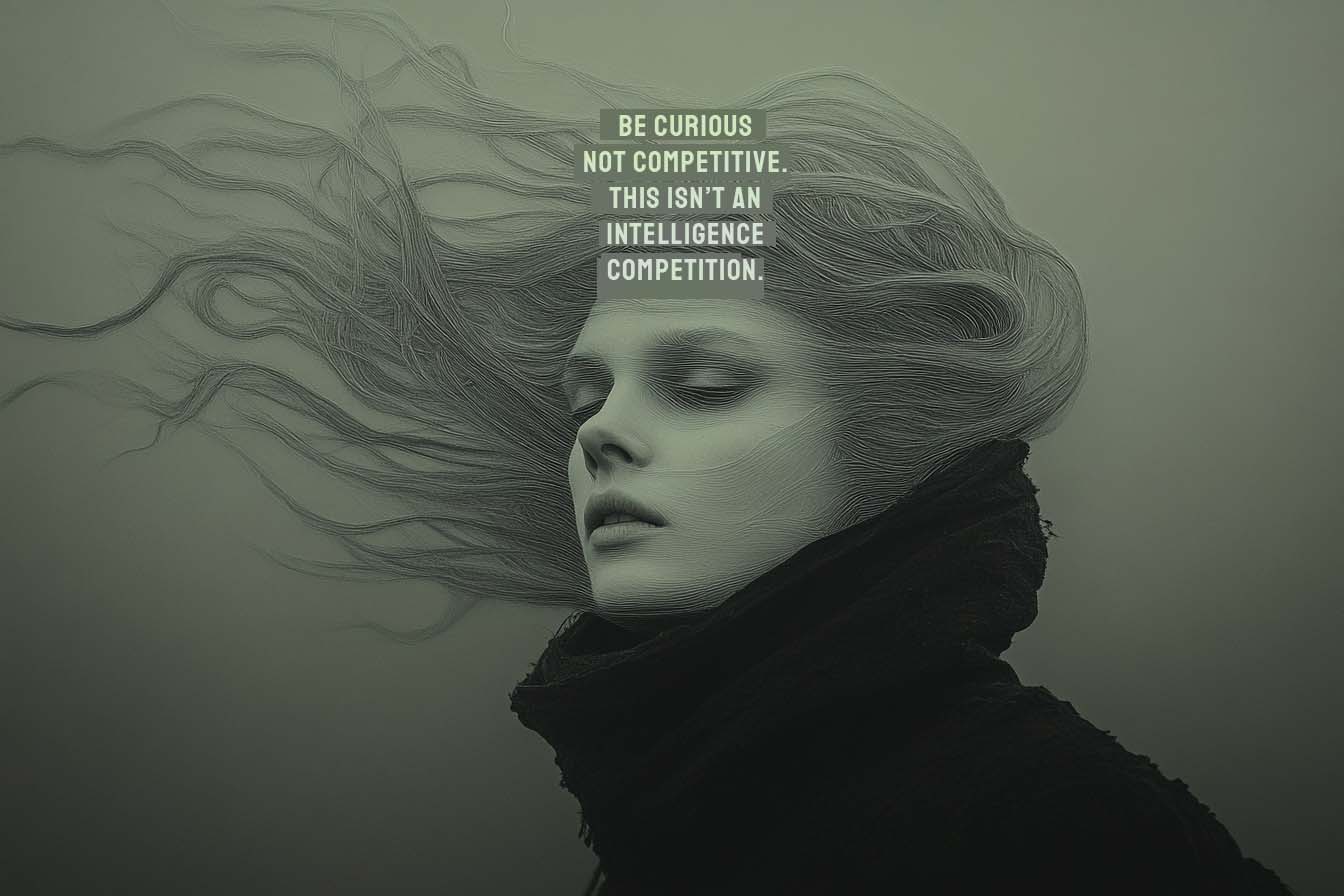 BE CURIOUS
NOT COMPETITIVE.
THIS ISN’T AN
INTELLIGENCE
COMPETITION.